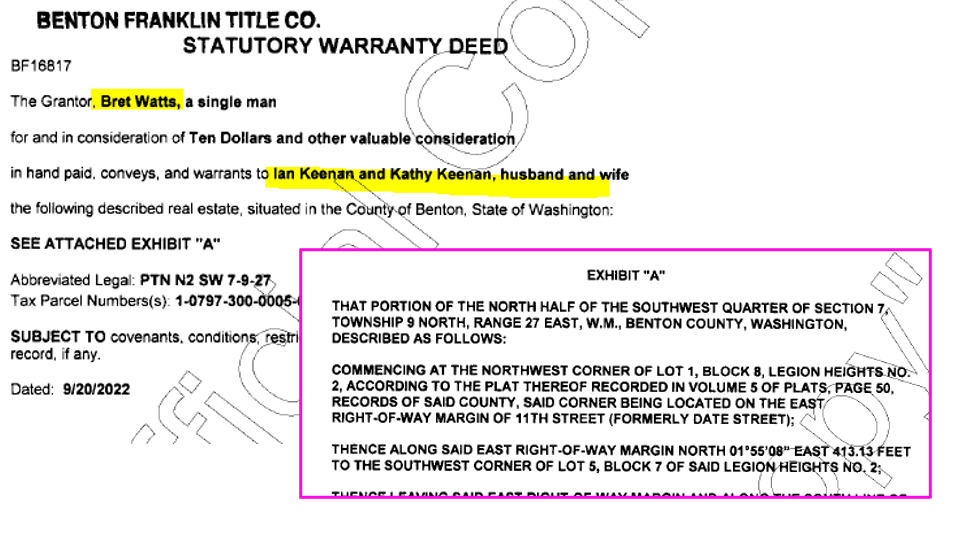 BENTON FRANKLIN TITLE CO.
STATUTORY WARRANTY DEED
BF16817
The Grantor, Bret Watts, a single man
for and in consideration of Ten Dollars and other valuable consideration
in hand paid, conveys, and warrants to Ian Keenan and Kathy Keenan, husband and wife
the following described real estate, situated in the County of Benton, State of Washington:
SEE ATTACHED EXHIBIT "A"
Abbreviated Legal: PTN N2 SW 7-9-27
Tax Parcel Numbers(s): 1-0797-300-0005-
SUBJECT TO covenants, conditions, restri
record, if any.
Dated: 9/20/2022
EXHIBIT "A"
THAT PORTION OF THE NORTH HALF OF THE SOUTHWEST QUARTER OF SECTION 7,
TOWNSHIP 9 NORTH, RANGE 27 EAST, W.M., BENTON COUNTY, WASHINGTON,
DESCRIBED AS FOLLOWS:
COMMENCING AT THE NORTHWEST CORNER OF LOT 1, BLOCK 8, LEGION HEIGHTS NO.
2, ACCORDING TO THE PLAT THEREOF RECORDED IN VOLUME 5 OF PLATS, PAGE 50,
RECORDS OF SAID COUNTY, SAID CORNER BEING LOCATED ON THE EAST
RIGHT-OF-WAY MARGIN OF 11TH STREET (FORMERLY DATE STREET);
THENCE ALONG SAID EAST RIGHT-OF-WAY MARGIN NORTH 01°55'08" EAST 413.13 FEET
TO THE SOUTHWEST CORNER OF LOT 5, BLOCK 7 OF SAID LEGION HEIGHTS NO. 2;
THENCE LEAVING SAID EAST RIGHT-OF-WAY MARGIN AND ALONG THE SOUTH LINE OF